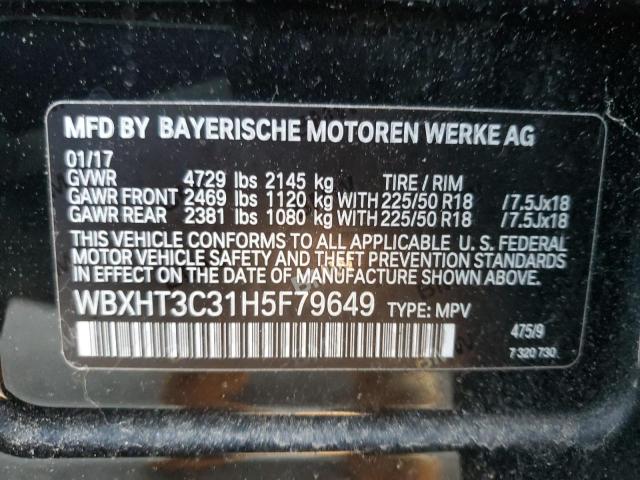 MFD BY BAYERISCHE MOTOREN WERKE AG
01/17
GVWR 4729 lbs 2145 kg TIRE / RIM
GAWR FRONT 2469 lbs 1120 kg WITH 225/50 R18 /7.5Jx18
GAWR REAR 2381 lbs 1080 kg WITH 225/50 R18 /7.5Jx18
THIS VEHICLE CONFORMS TO ALL APPLICABLE U. S. FEDERAL
MOTOR VEHICLE SAFETY AND THEFT PREVENTION STANDARDS
IN EFFECT ON THE DATE OF MANUFACTURE SHOWN ABOVE.
WBXHT3C31H5F79649 TYPE: MPV
475/9
7 320 730